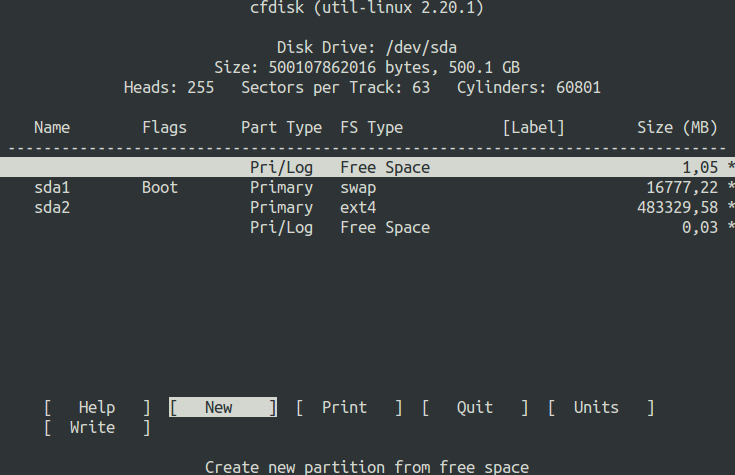 cfdisk (util-linux 2.20.1)
Disk Drive: /dev/sda
Size: 500107862016 bytes, 500.1 GB
Heads: 255   Sectors per Track: 63   Cylinders: 60801
Name        Flags      Part Type  FS Type           [Label]        Size (MB)
--------------------------------------------------------------------------------
Pri/Log   Free Space                            1,05 *
sda1        Boot        Primary   swap                              16777,22 *
sda2                    Primary   ext4                             483329,58 *
Pri/Log   Free Space                            0,03 *
[   Help   ]  [   New    ]  [  Print   ]  [   Quit   ]  [  Units   ]
[  Write   ]
Create new partition from free space